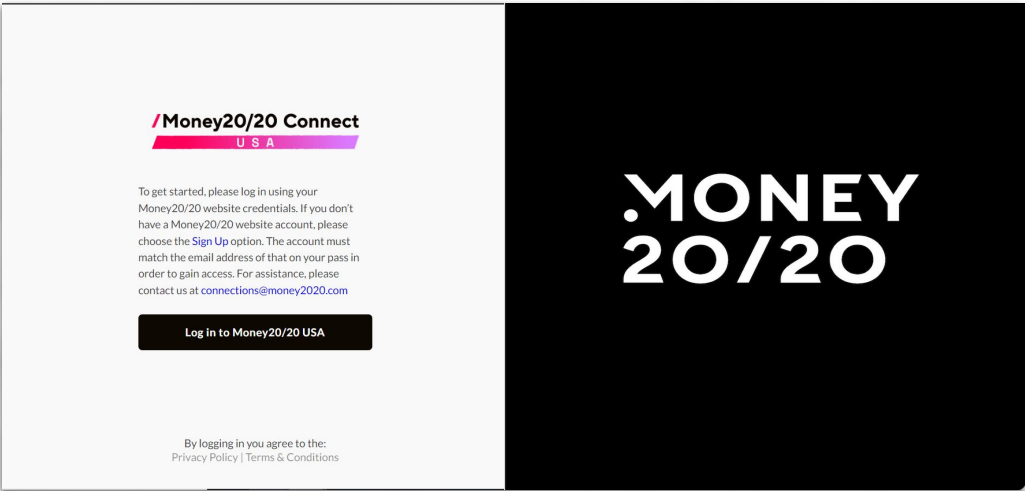 /Money20/20 Connect
USA
To get started, please log in using your
Money20/20 website credentials. If you don’t
have a Money20/20 website account, please
choose the Sign Up option. The account must
match the email address of that on your pass in
order to gain access. For assistance, please
contact us at connections@money2020.com
Log in to Money20/20 USA
By logging in you agree to the:
Privacy Policy | Terms & Conditions
MONEY
20/20